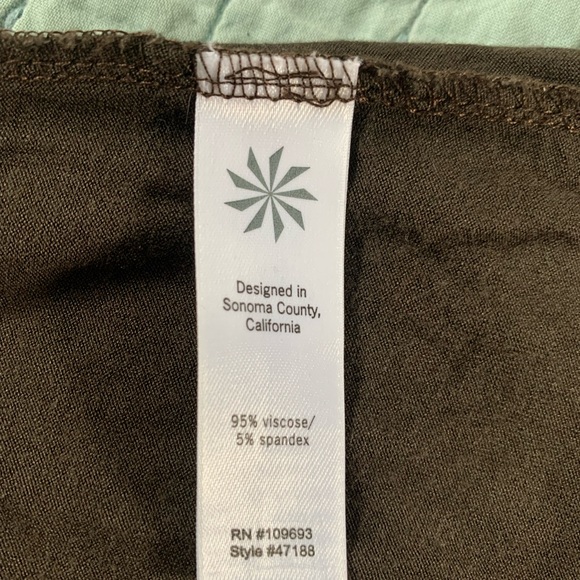 Designed in
Sonoma County,
California
95% viscose/
5% spandex
RN #109693
Style #47188